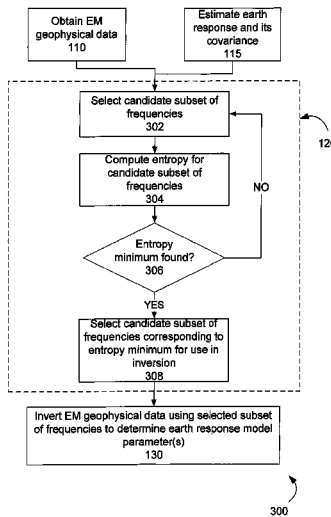 Obtain EM
geophysical data
110
Estimate earth
response and its
covariance
115
Select candidate subset of
frequencies
302
Compute entropy for
candidate subset of
frequencies
304
NO
Entropy
minimum found?
306
YES
Select candidate subset of
frequencies corresponding to
entropy minimum for use in
inversion
308
Invert EM geophysical data using selected subset
of frequencies to determine earth response model
parameter(s)
130
300